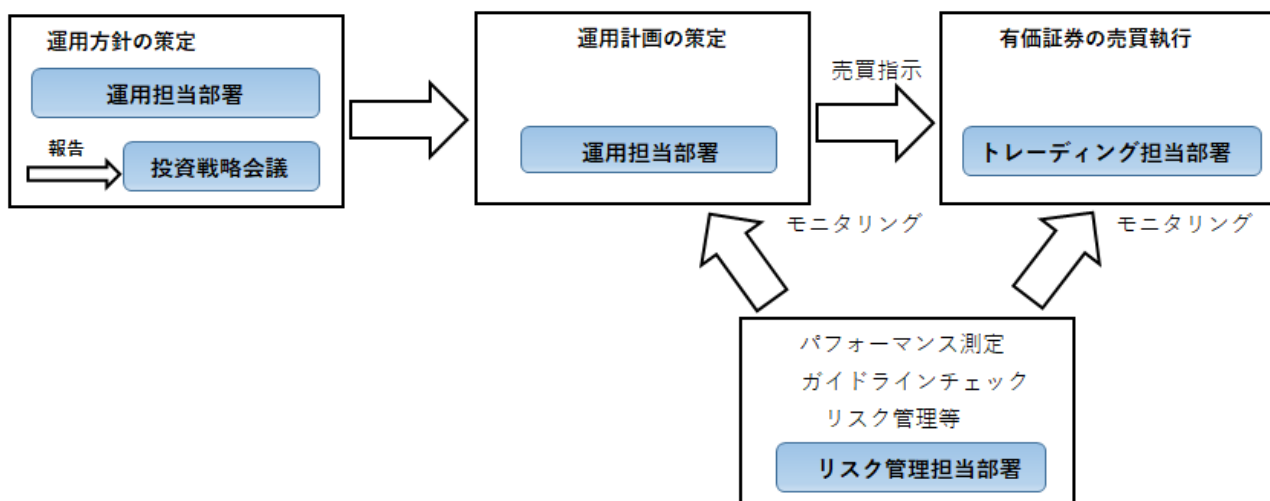 運用方針の策定
運用担当部署
報告
投資戦略会議
運用計画の策定
運用担当部署
売買指示
有価証券の売買執行
トレーディング担当部署
モニタリング
モニタリング
パフォーマンス測定
ガイドラインチェック
リスク管理等
リスク管理担当部署